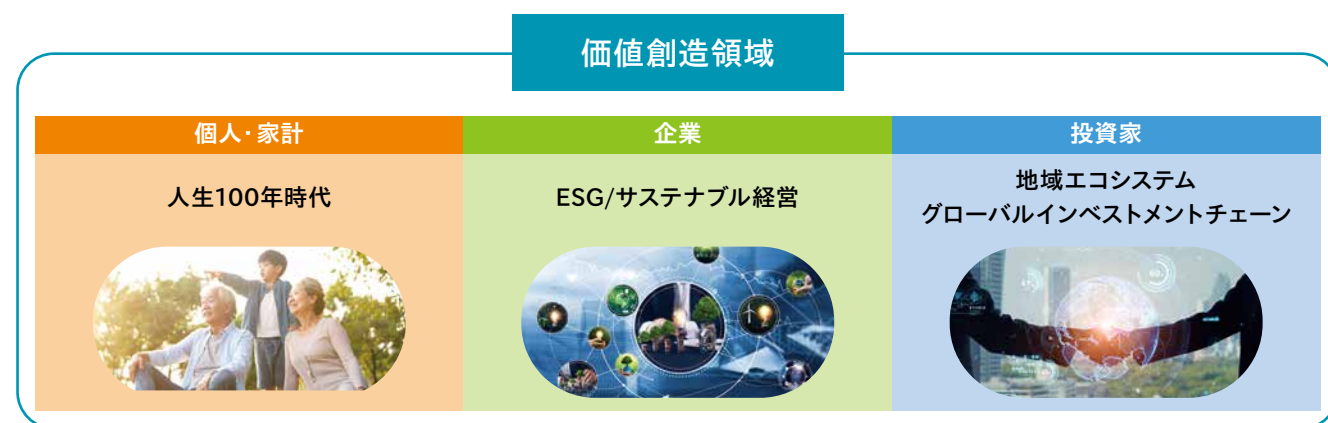 価値創造領域
個人・家計
企業
投資家
人生100年時代
ESG/サステナブル経営
地域エコシステム
グローバルインベストメントチェーン